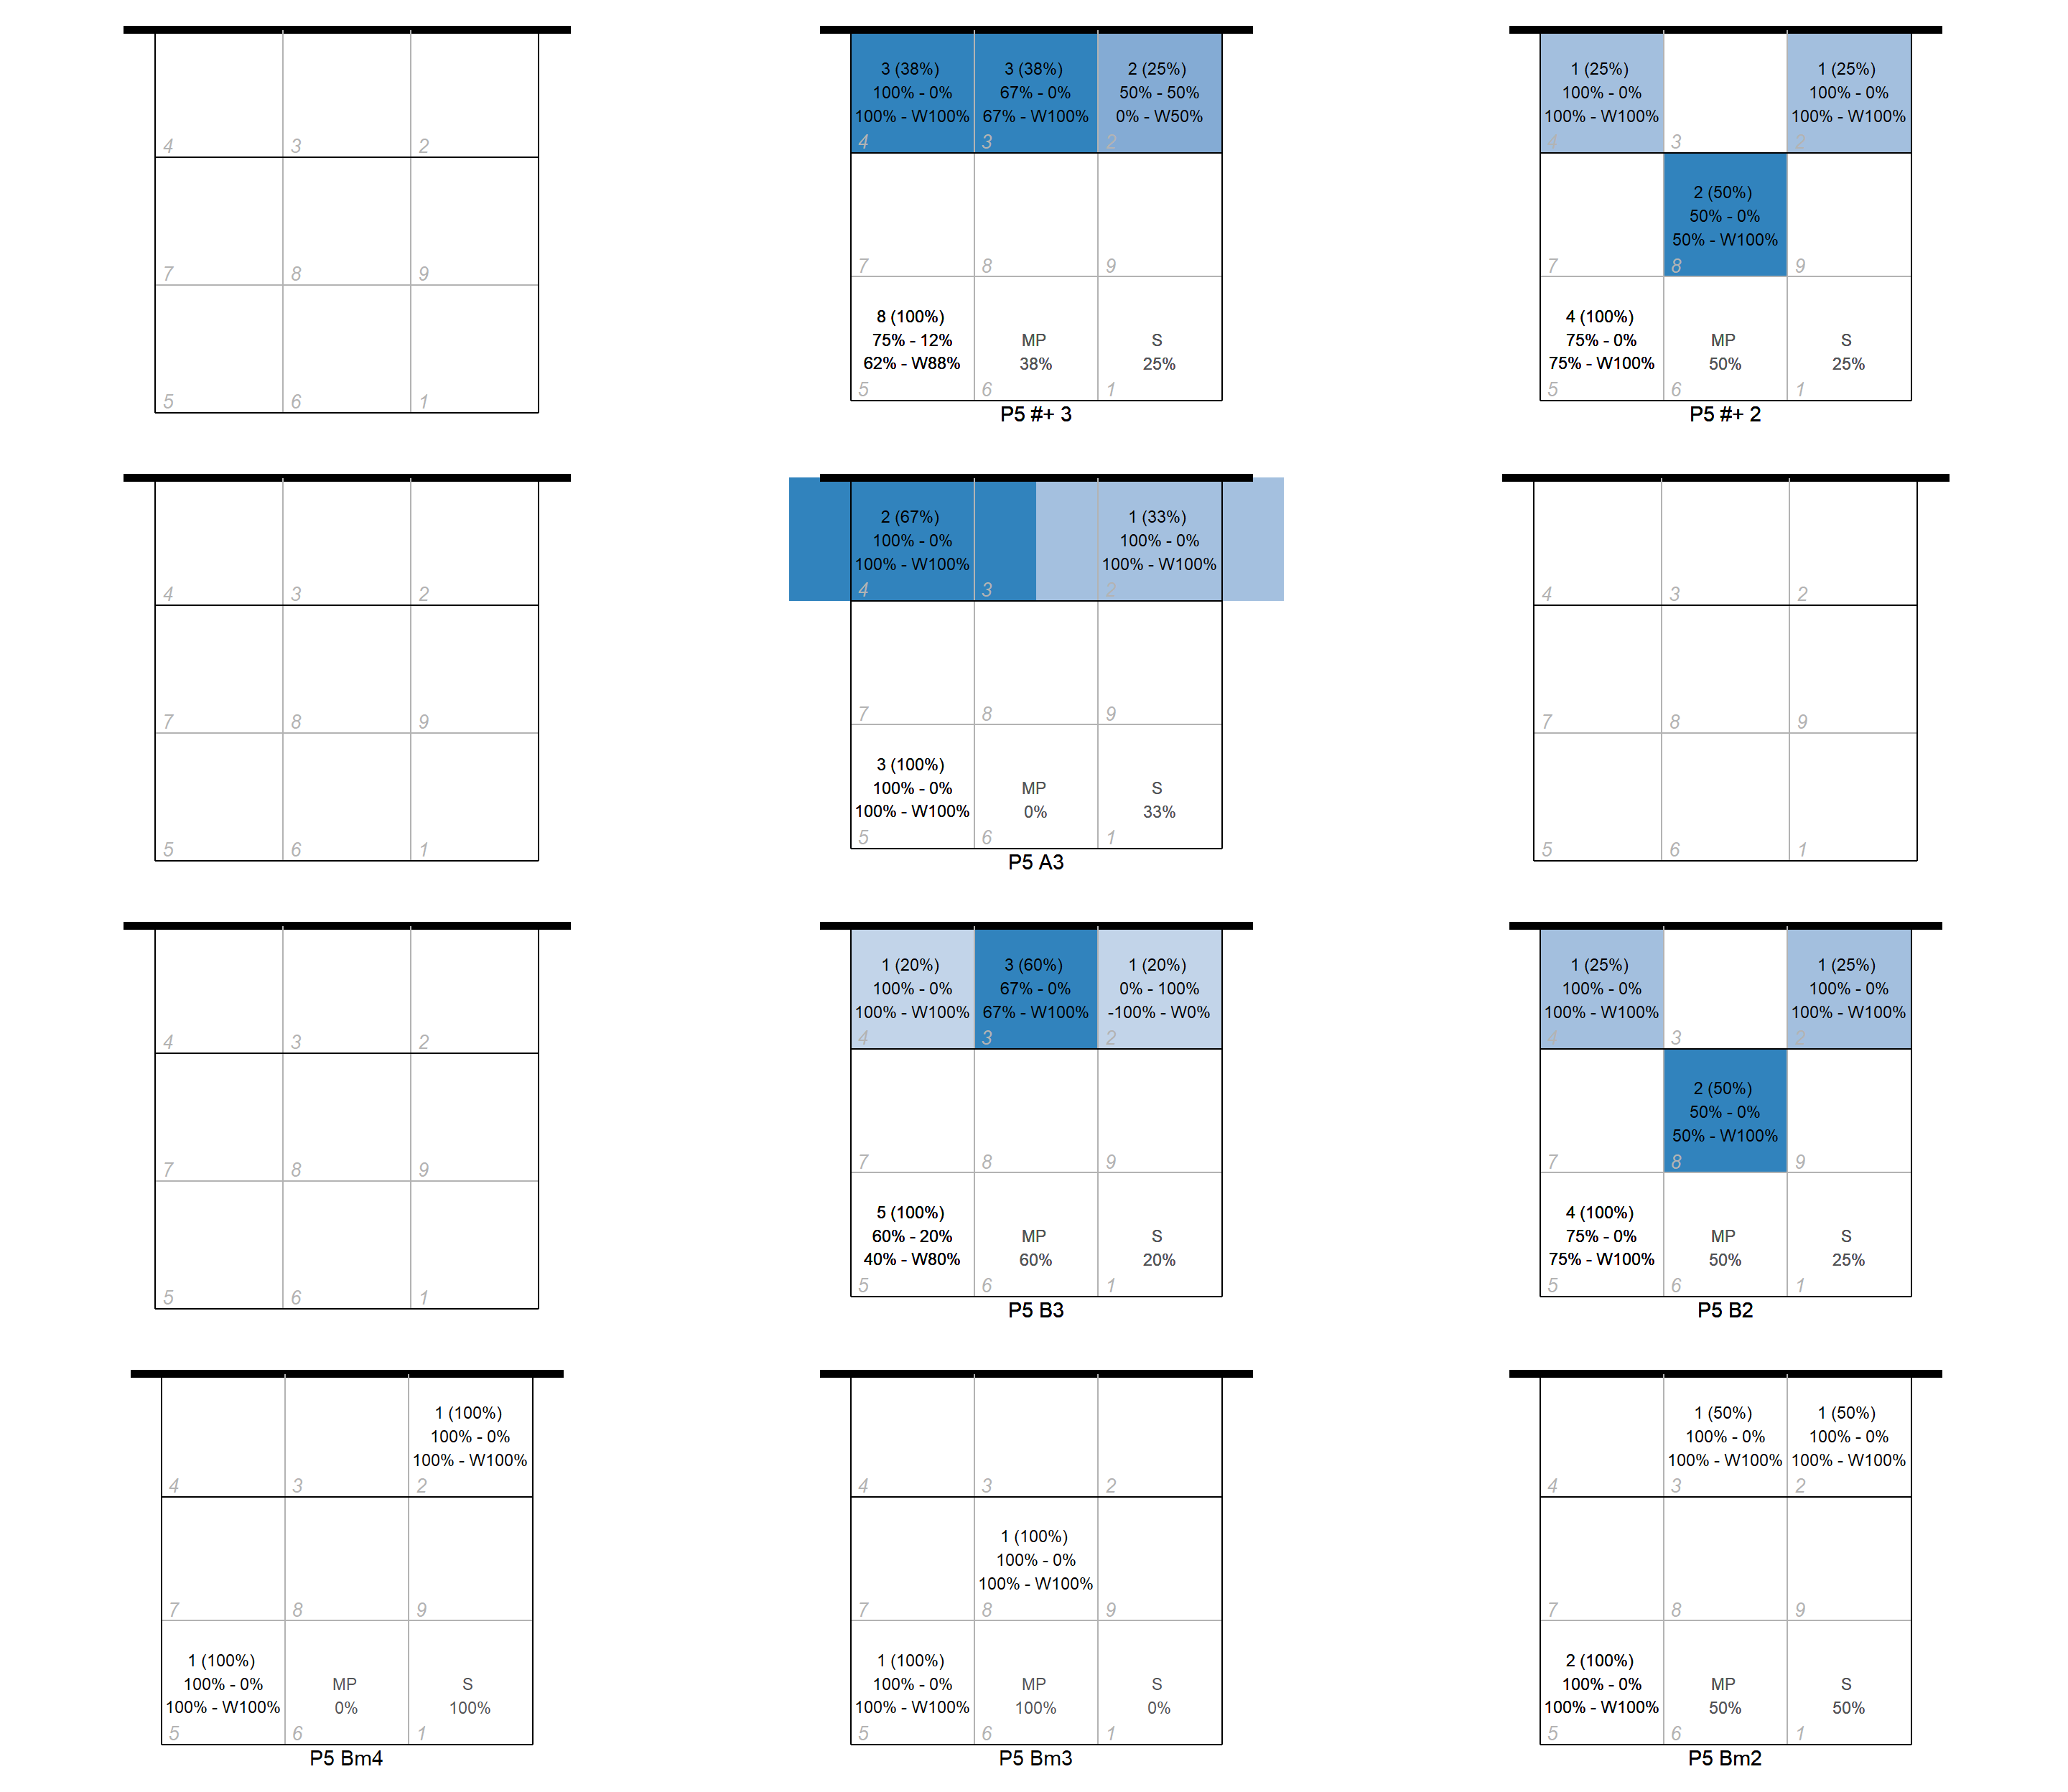 4 3 2
7 8 9
5 6 1
3 (38%) 3 (38%) 2 (25%)
100% - 0% 67% - 0% 50% - 50%
100% - W100% 67% - W100% 0% - W50%
4 3 2
7 8 9
8 (100%)
75% - 12% MP S
62% - W88% 38% 25%
5 6 1
P5 #+ 3
1 (25%) 1 (25%)
100% - 0% 100% - 0%
100% - W100% 100% - W100%
4 3 2
2 (50%)
50% - 0%
50% - W100%
7 8 9
4 (100%)
75% - 0% MP S
75% - W100% 50% 25%
5 6 1
P5 #+ 2
4 3 2
7 8 9
5 6 1
2 (67%) 1 (33%)
100% - 0% 100% - 0%
100% - W100% 100% - W100%
4 3 2
7 8 9
3 (100%)
100% - 0% MP S
100% - W100% 0% 33%
5 6 1
P5 A3
4 3 2
7 8 9
5 6 1
4 3 2
7 8 9
5 6 1
1 (20%) 3 (60%) 1 (20%)
100% - 0% 67% - 0% 0% - 100%
100% - W100% 67% - W100% -100% - W0%
4 3 2
7 8 9
5 (100%)
60% - 20% MP S
40% - W80% 60% 20%
5 6 1
P5 B3
1 (25%) 1 (25%)
100% - 0% 100% - 0%
100% - W100% 100% - W100%
4 3 2
2 (50%)
50% - 0%
50% - W100%
7 8 9
4 (100%)
75% - 0% MP S
75% - W100% 50% 25%
5 6 1
P5 B2
1 (100%)
100% - 0%
100% - W100%
4 3 2
7 8 9
1 (100%)
100% - 0% MP S
100% - W100% 0% 100%
5 6 1
P5 Bm4
4 3 2
1 (100%)
100% - 0%
100% - W100%
7 8 9
1 (100%)
100% - 0% MP S
100% - W100% 100% 0%
5 6 1
P5 Bm3
1 (50%) 1 (50%)
100% - 0% 100% - 0%
100% - W100% 100% - W100%
4 3 2
7 8 9
2 (100%)
100% - 0% MP S
100% - W100% 50% 50%
5 6 1
P5 Bm2